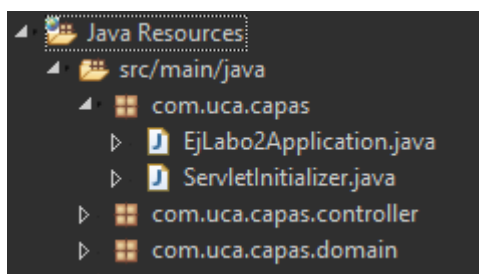 Java Resources
src/main/java
com.uca.capas
EjLabo2Application.java
ServletInitializer.java
com.uca.capas.controller
com.uca.capas.domain